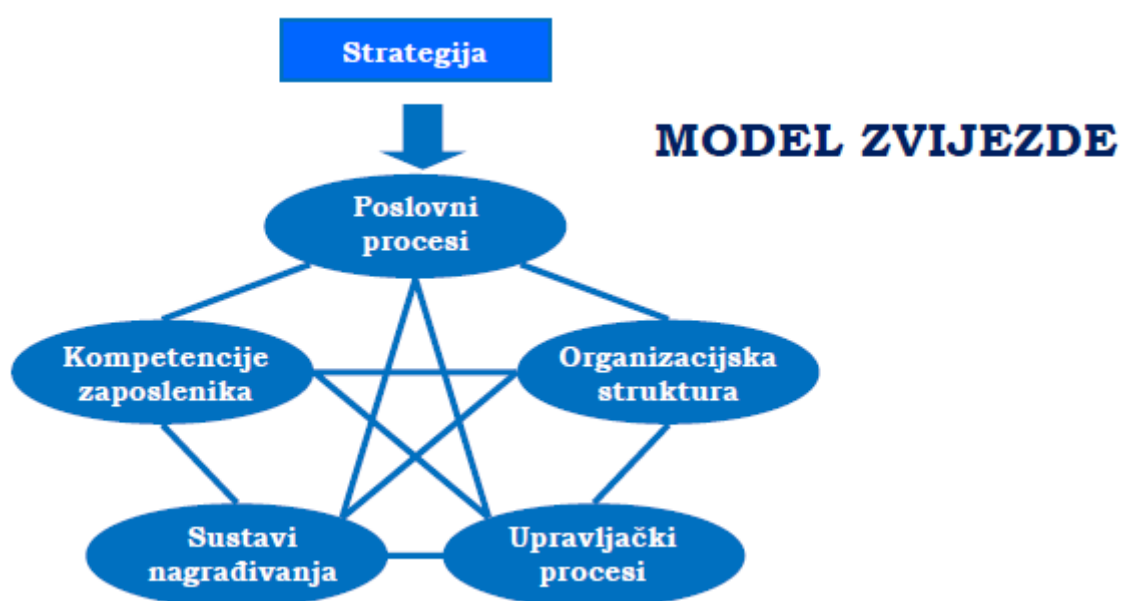 Strategija
MODEL ZVIJEZDE
Poslovni
procesi
Kompetencije
zaposlenika
Organizacijska
struktura
Sustavi
nagrađivanja
Upravljački
procesi